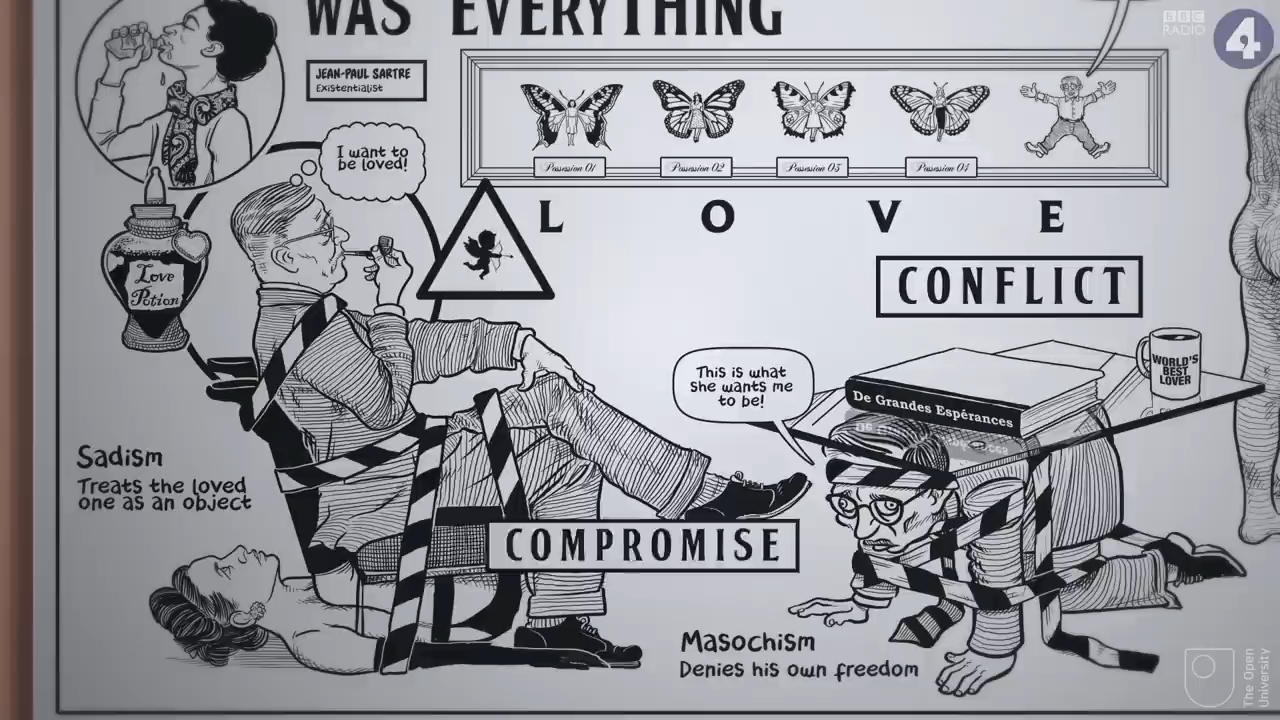 WAS EVERYTHING
BBC
RADIO
4
JEAN-PAUL SARTRE
Existentialist
I want to
be loved!
Possession 01
Possession 02
Possession 03
Possession 04
L O V E
Love
Potion
CONFLICT
WORLD'S
BEST
LOVER
This is what
she wants me
to be!
De Grandes Espérances
Sadism
Treats the loved
one as an object
COMPROMISE
Masochism
Denies his own freedom
The Open
University